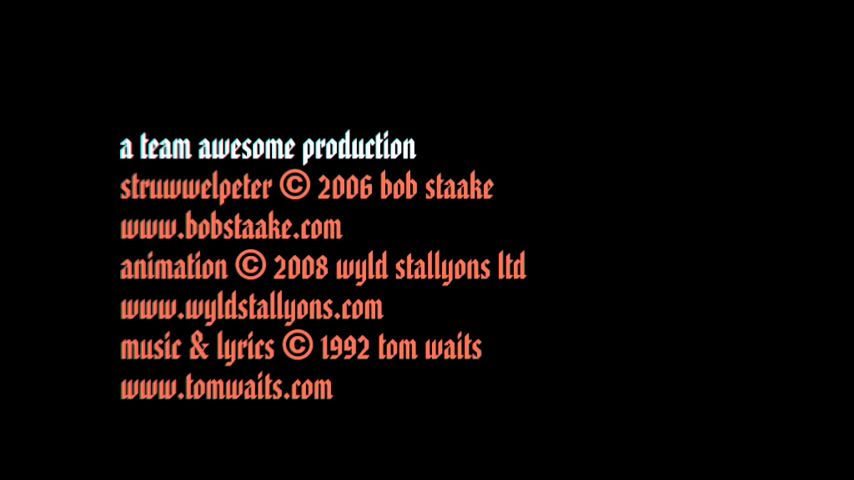 a team awesome production
struwwelpeter © 2006 bob staake
www.bobstaake.com
animation © 2008 wyld stallyons ltd
www.wyldstallyons.com
music & lyrics © 1992 tom waits
www.tomwaits.com